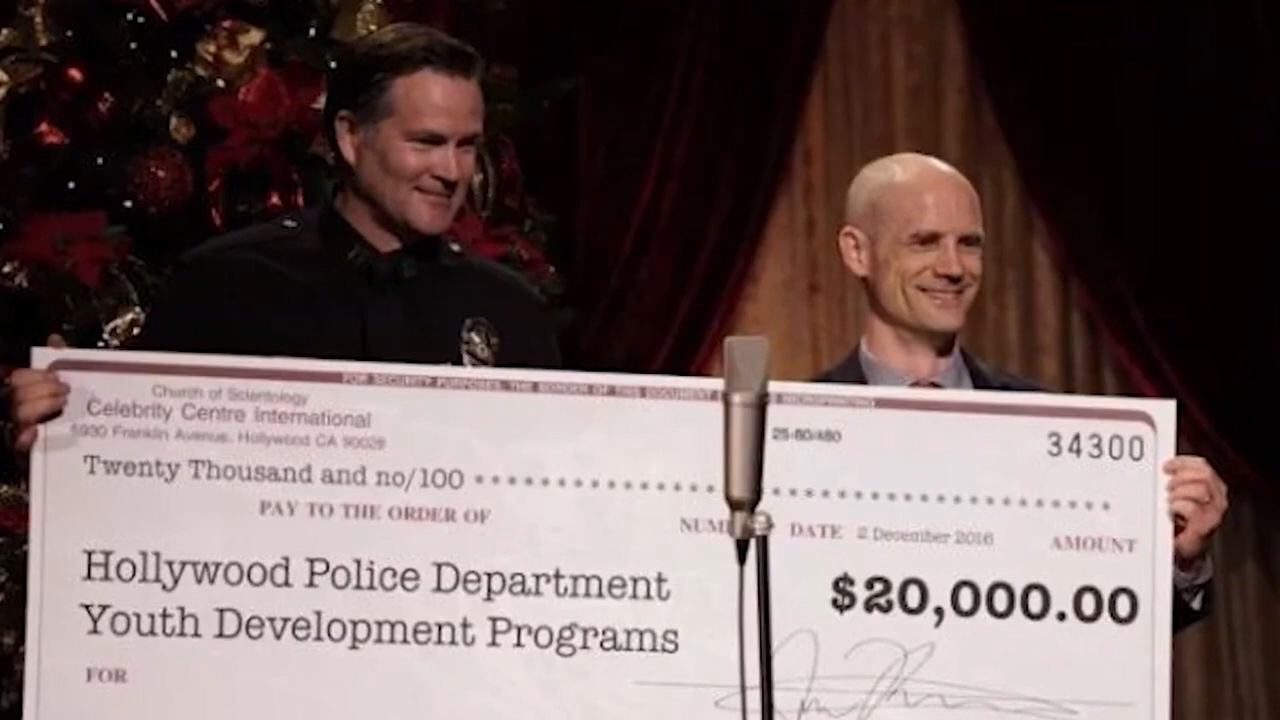 FOR SECURITY PURPOSES, THE BORDER OF THIS DOCUMENT MICROPRINTING
Church of Scientology
Celebrity Centre International
5930 Franklin Avenue, Hollywood CA 90028
25-80/480
34300
Twenty Thousand and no/100
PAY TO THE ORDER OF
DATE 2 December 2016
AMOUNT
Hollywood Police Department
$20,000.00
Youth Development Programs
FOR